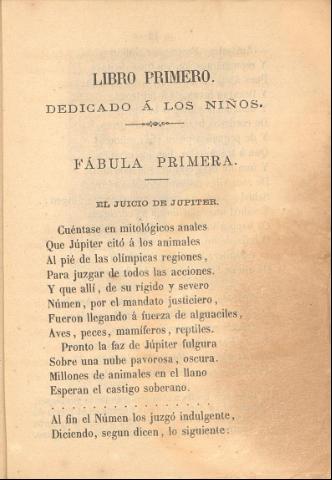 LIBRO PRIMERO.
DEDICADO Á LOS NIÑOS.
FÁBULA PRIMERA.
EL JUICIO DE JÚPITER.
Cuéntase en mitológicos anales
Que Júpiter citó á los animales
Al pié de las olímpicas regiones,
Para juzgar de todos las acciones.
Y que allí, de su rígido y severo
Númen, por el mandato justiciero,
Fueron llegando á fuerza de alguaciles,
Aves, peces, mamíferos, reptiles.
Pronto la faz de Júpiter fulgura
Sobre una nube pavorosa, oscura.
Millones de animales en el llano
Esperan el castigo soberano.
. . . . . . . . . . . . . . . . . .
Al fin el Númen los juzgó indulgente,
Diciendo, segun dicen, lo siguiente: